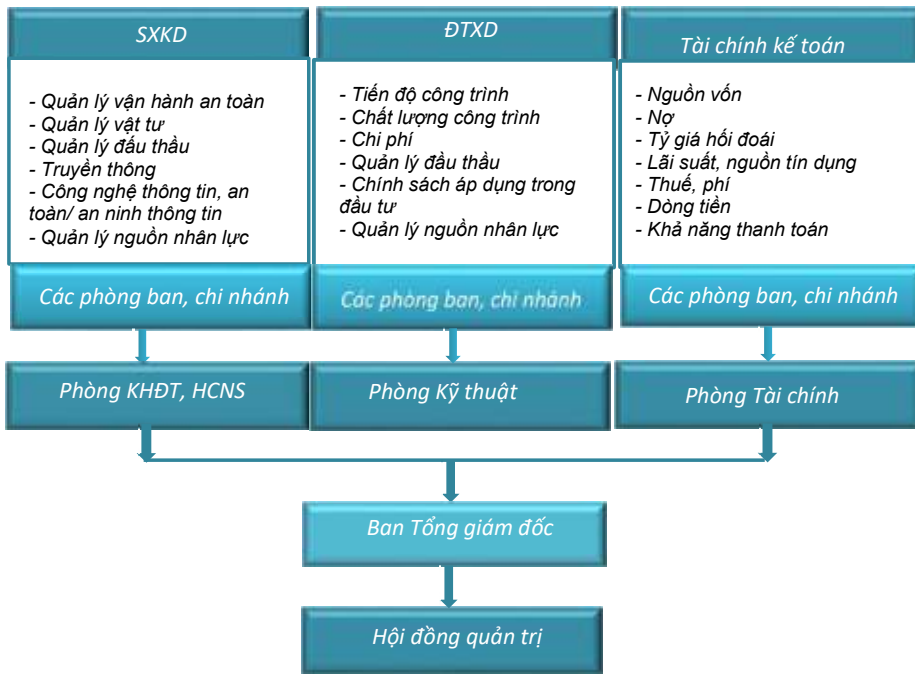 SXKD
- Quản lý vận hành an toàn
- Quản lý vật tư
- Quản lý đấu thầu
- Truyền thông
- Công nghệ thông tin, an
toàn/ an ninh thông tin
- Quản lý nguồn nhân lực
Các phòng ban, chi nhánh
Phòng KHĐT, HCNS
ĐTXD
- Tiến độ công trình
- Chất lượng công trình
- Chi phí
- Quản lý đầu thầu
- Chính sách áp dụng trong
đầu tư
- Quản lý nguồn nhân lực
Các phòng ban, chi nhánh
Phòng Kỹ thuật
Tài chính kế toán
- Nguồn vốn
- Nợ
- Tỷ giá hối đoái
- Lãi suất, nguồn tín dụng
- Thuế, phí
- Dòng tiền
- Khả năng thanh toán
Các phòng ban, chi nhánh
Phòng Tài chính
Ban Tổng giám đốc
Hội đồng quản trị